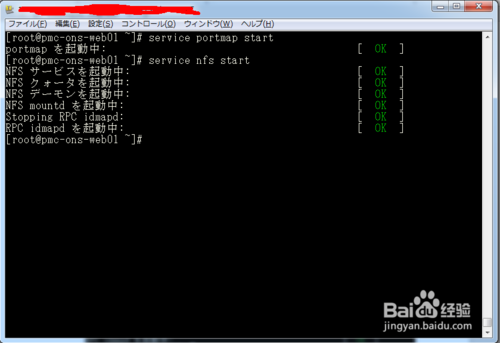 ファイル(F) 編集(E) 設定(S) コントロール(O) ウィンドウ(W) ヘルプ(H)
[root@pmc-ons-web01 ~]# service portmap start
portmap を起動中: [ OK ]
[root@pmc-ons-web01 ~]# service nfs start
NFS サービスを起動中: [ OK ]
NFS クォータを起動中: [ OK ]
NFS デーモンを起動中: [ OK ]
NFS mountd を起動中: [ OK ]
Stopping RPC idmapd: [ OK ]
RPC idmapd を起動中: [ OK ]
[root@pmc-ons-web01 ~]#
Baidu 经验
jingyan.baidu.com